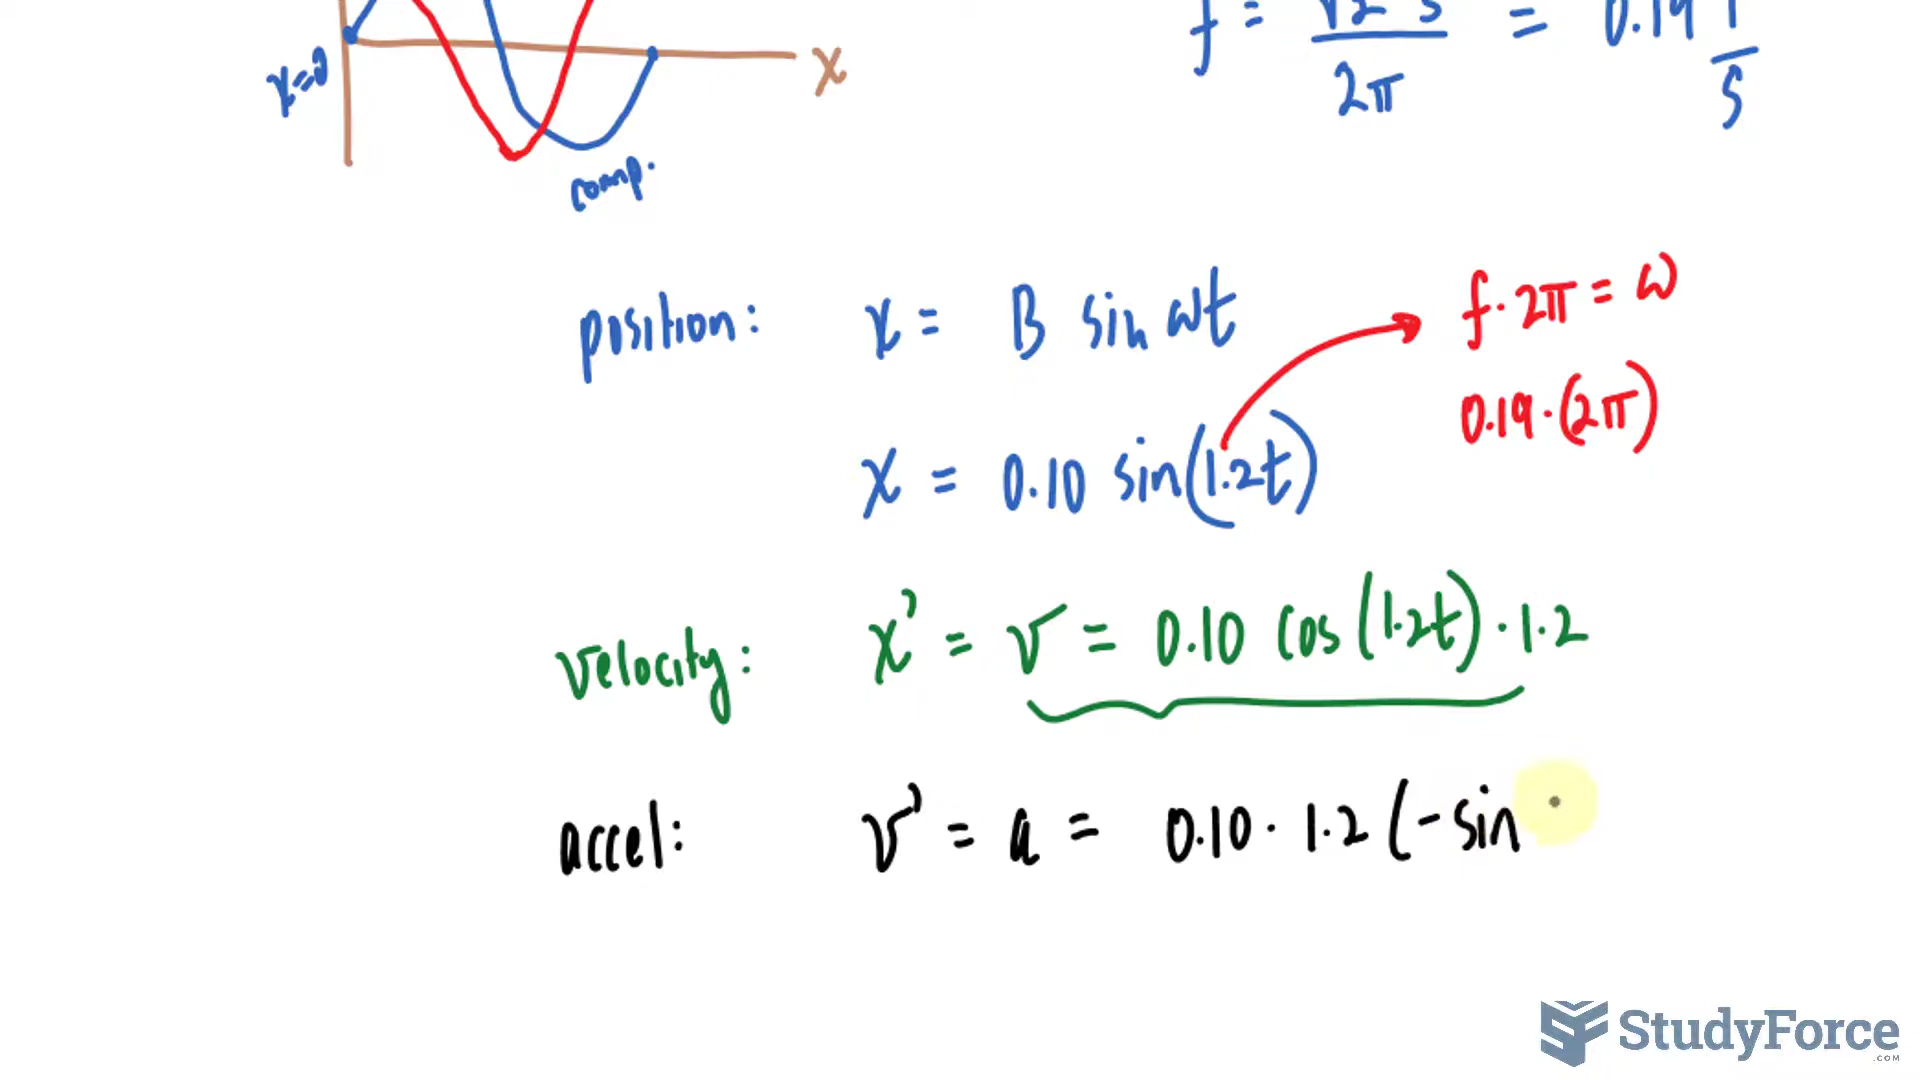 x=0
x
comp.
f = √2 s / 2π = 0.19 1/s
position: x = B sin ωt
f·2π = ω
0.19·(2π)
x = 0.10 sin(1.2t)
velocity: x' = v = 0.10 cos(1.2t)·1.2
accel: v' = a = 0.10·1.2(-sin
StudyForce
.COM